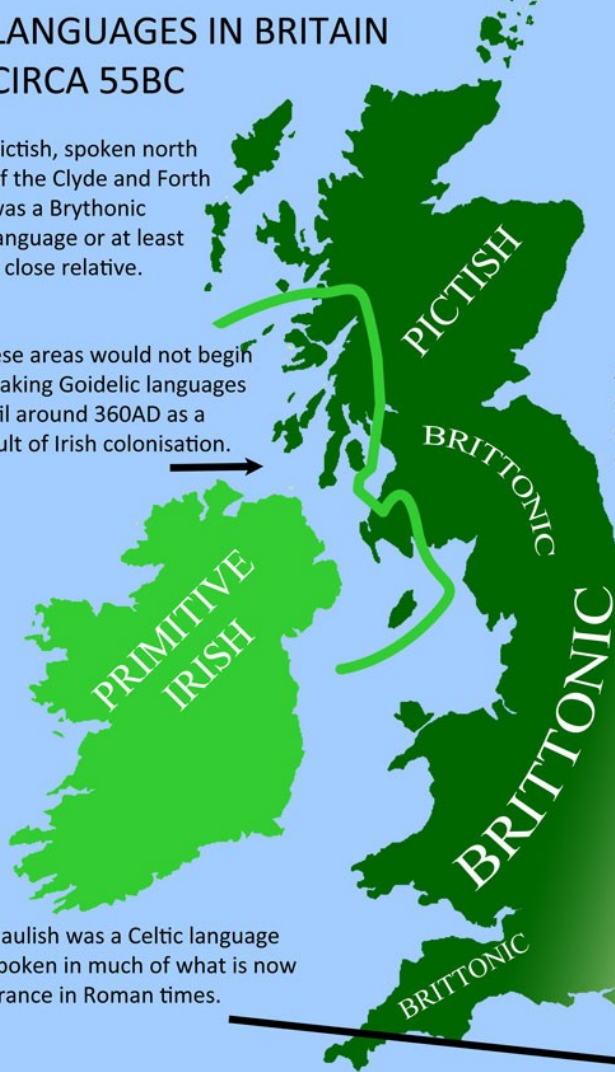 LANGUAGES IN BRITAIN
CIRCA 55BC
ictish, spoken north
f the Clyde and Forth
was a Brythonic
anguage or at least
close relative.
ese areas would not begin
aking Goidelic languages
il around 360AD as a
ult of Irish colonisation.
PICTISH
BRITTONIC
PRIMITIVE
IRISH
BRITTONIC
BRITTONIC
aulish was a Celtic language
poken in much of what is now
rance in Roman times.